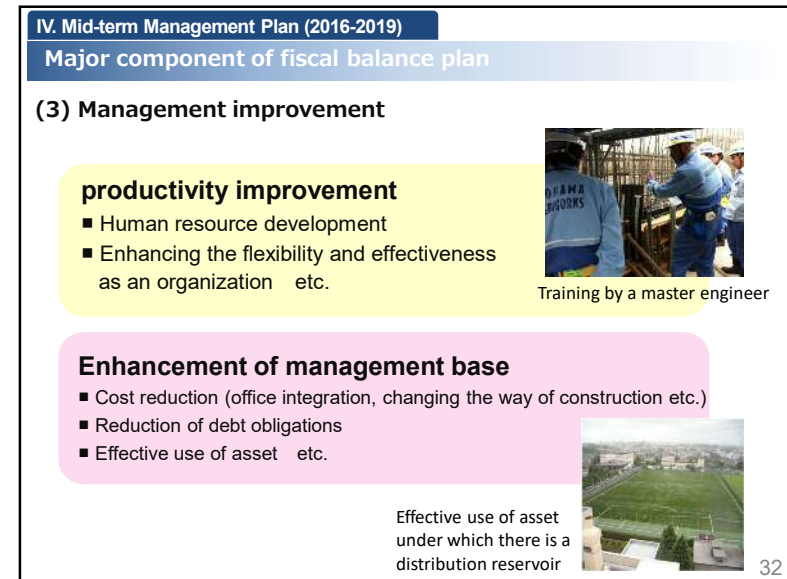 IV. Mid-term Management Plan (2016-2019)
Major component of fiscal balance plan
(3) Management improvement
productivity improvement
■ Human resource development
■ Enhancing the flexibility and effectiveness
as an organization etc.
Training by a master engineer
Enhancement of management base
■ Cost reduction (office integration, changing the way of construction etc.)
■ Reduction of debt obligations
■ Effective use of asset etc.
Effective use of asset
under which there is a
distribution reservoir
32